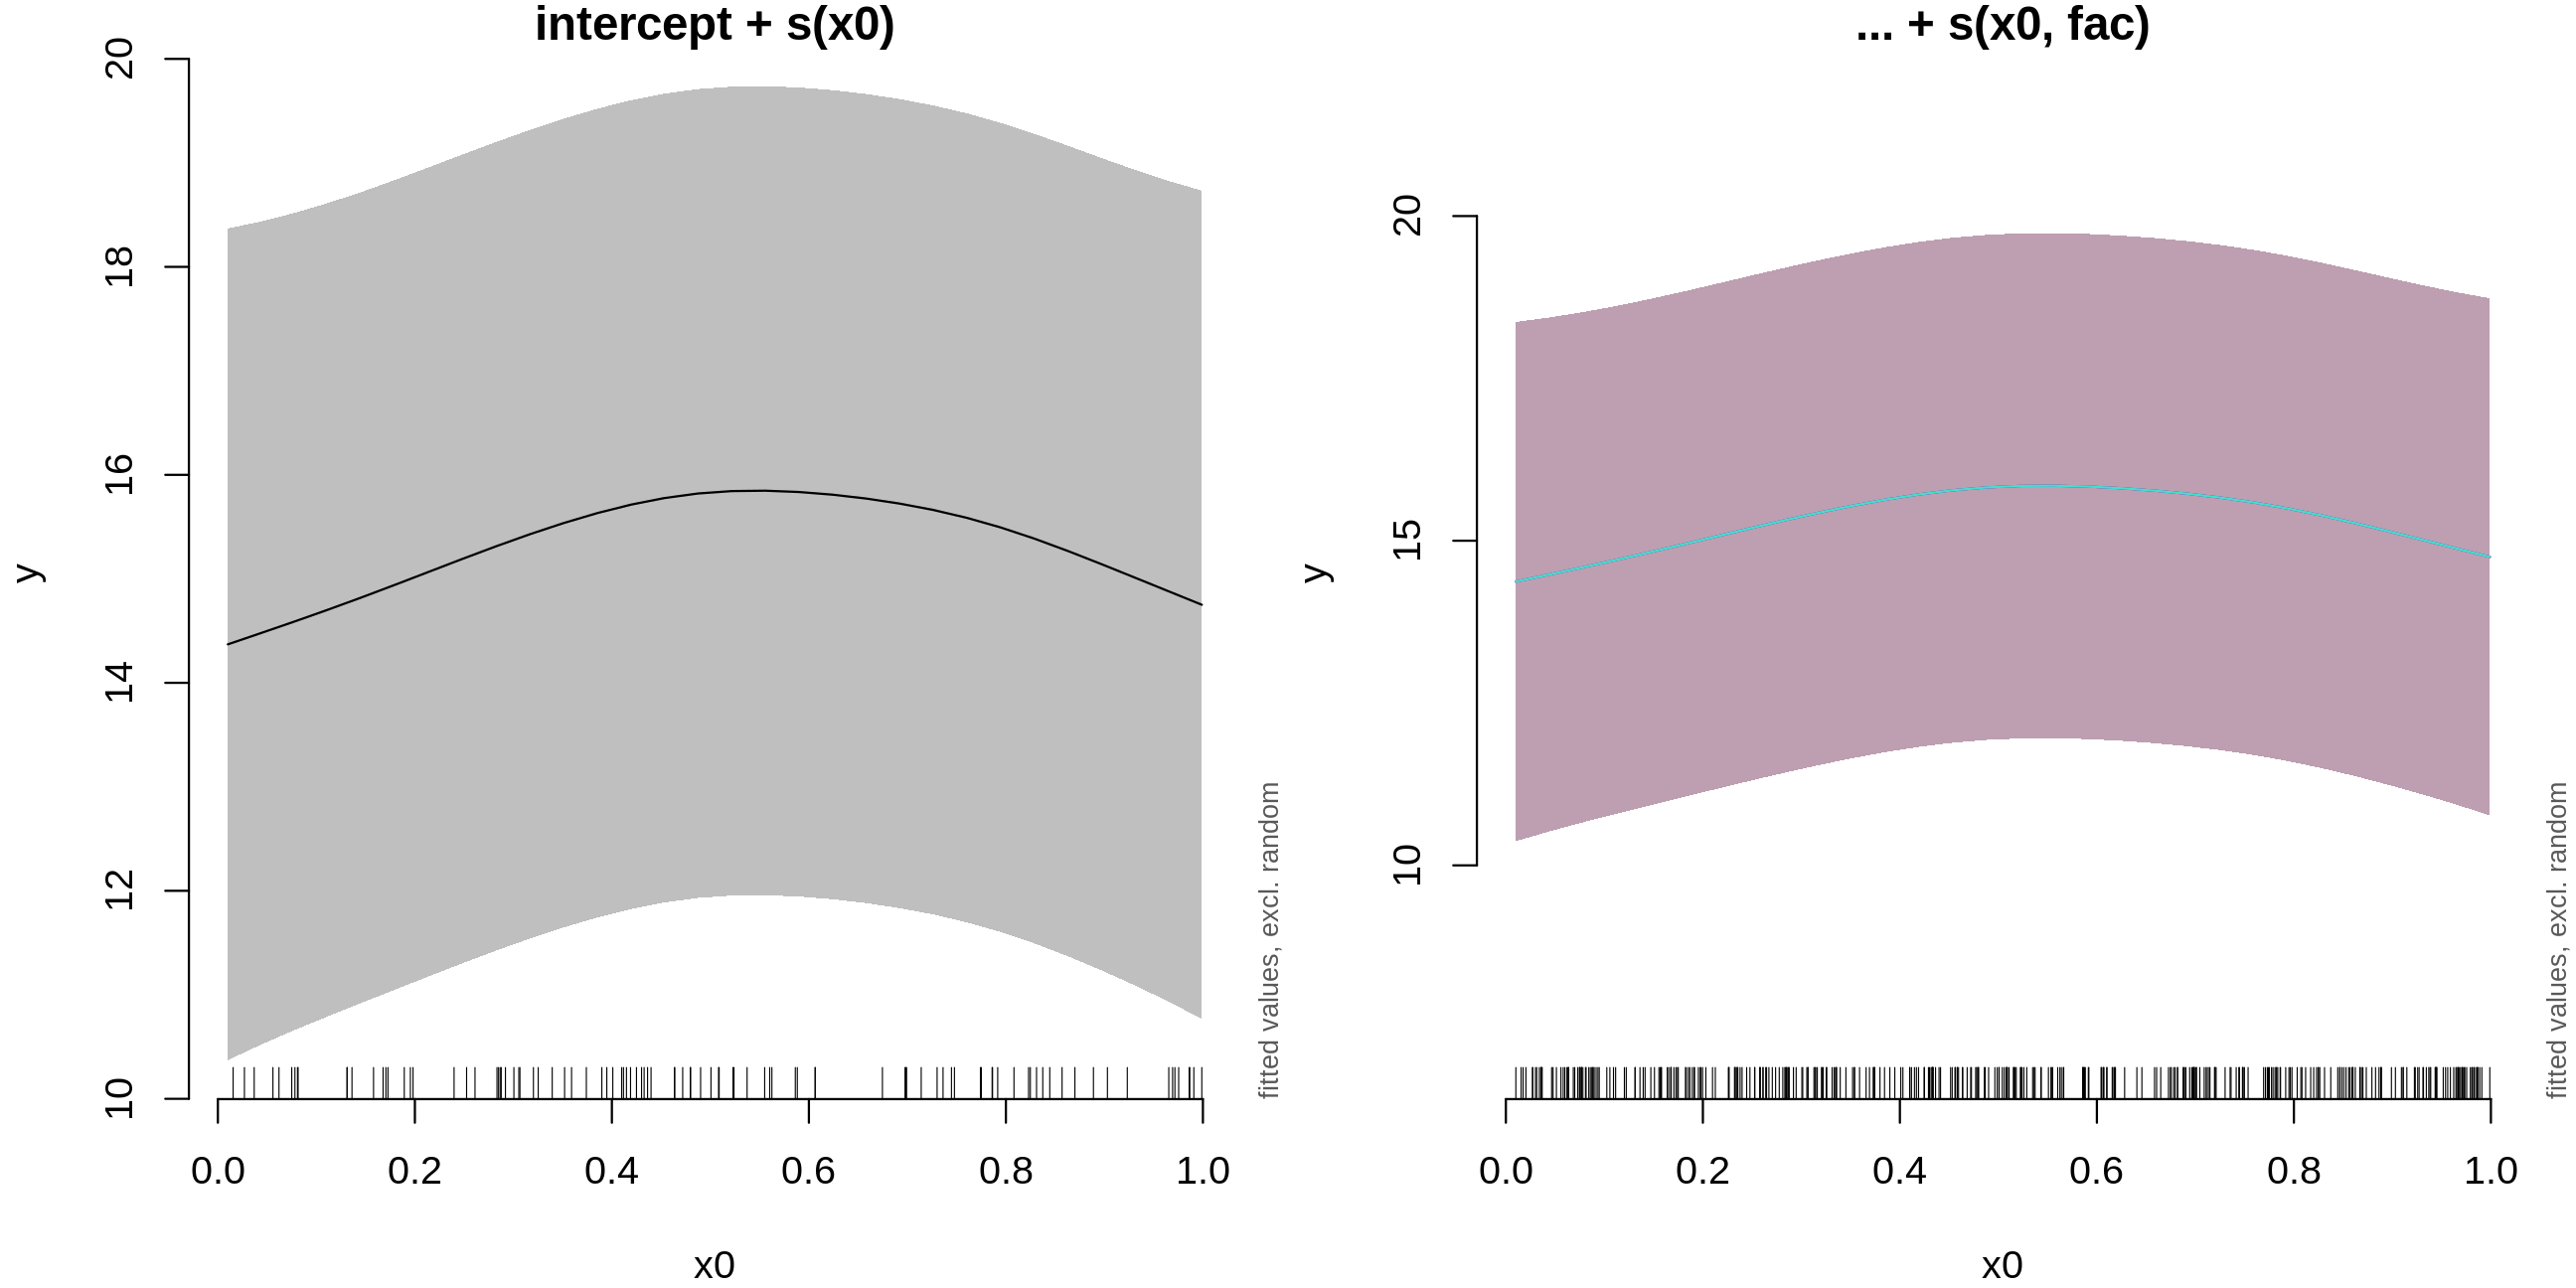 intercept + s(x0)
20
18
16
14
12
10
y
0.0 0.2 0.4 0.6 0.8 1.0
x0
fitted values, excl. random
... + s(x0, fac)
20
15
10
y
0.0 0.2 0.4 0.6 0.8 1.0
x0
fitted values, excl. random